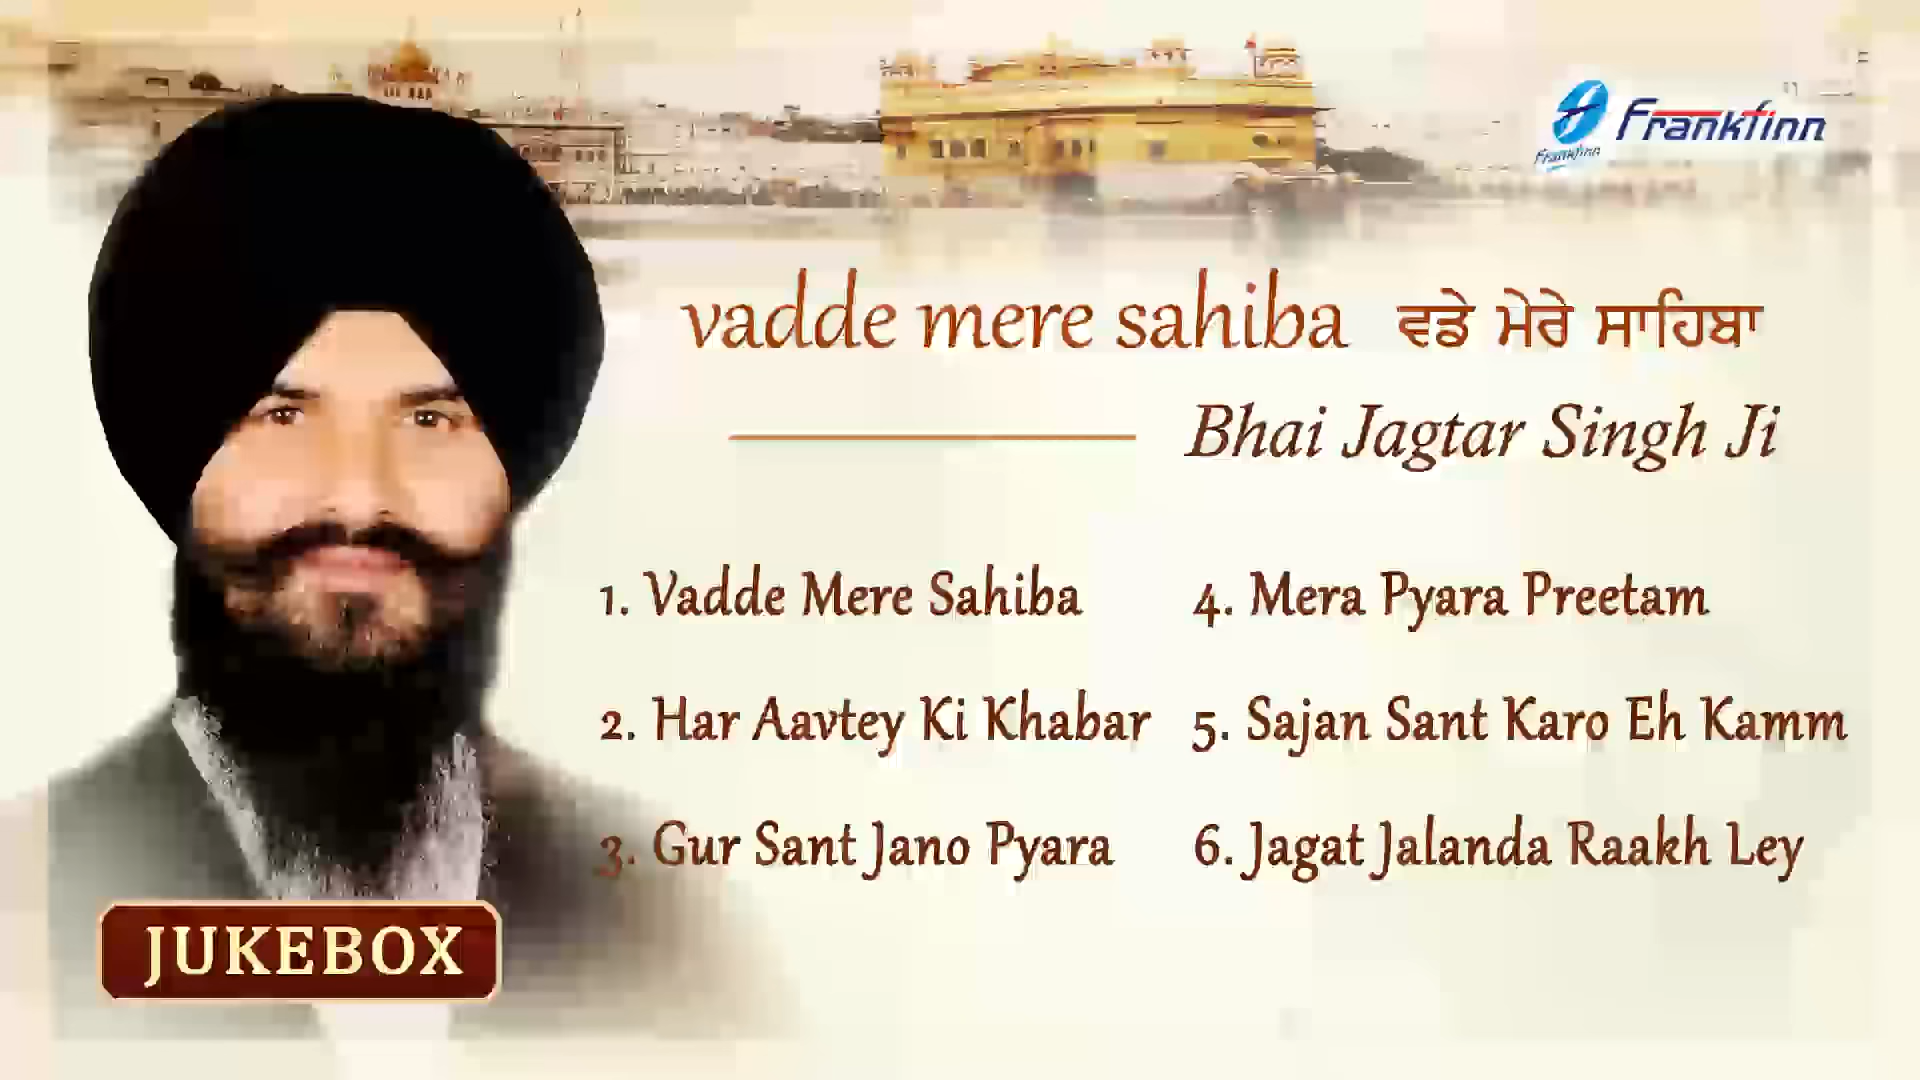 Frankfinn
Frankfinn
vadde mere sahiba ਵਡੇ ਮੇਰੇ ਸਾਹਿਬਾ
Bhai Jagtar Singh Ji
1. Vadde Mere Sahiba
2. Har Aavtey Ki Khabar
3. Gur Sant Jano Pyara
4. Mera Pyara Preetam
5. Sajan Sant Karo Eh Kamm
6. Jagat Jalanda Raakh Ley
JUKEBOX